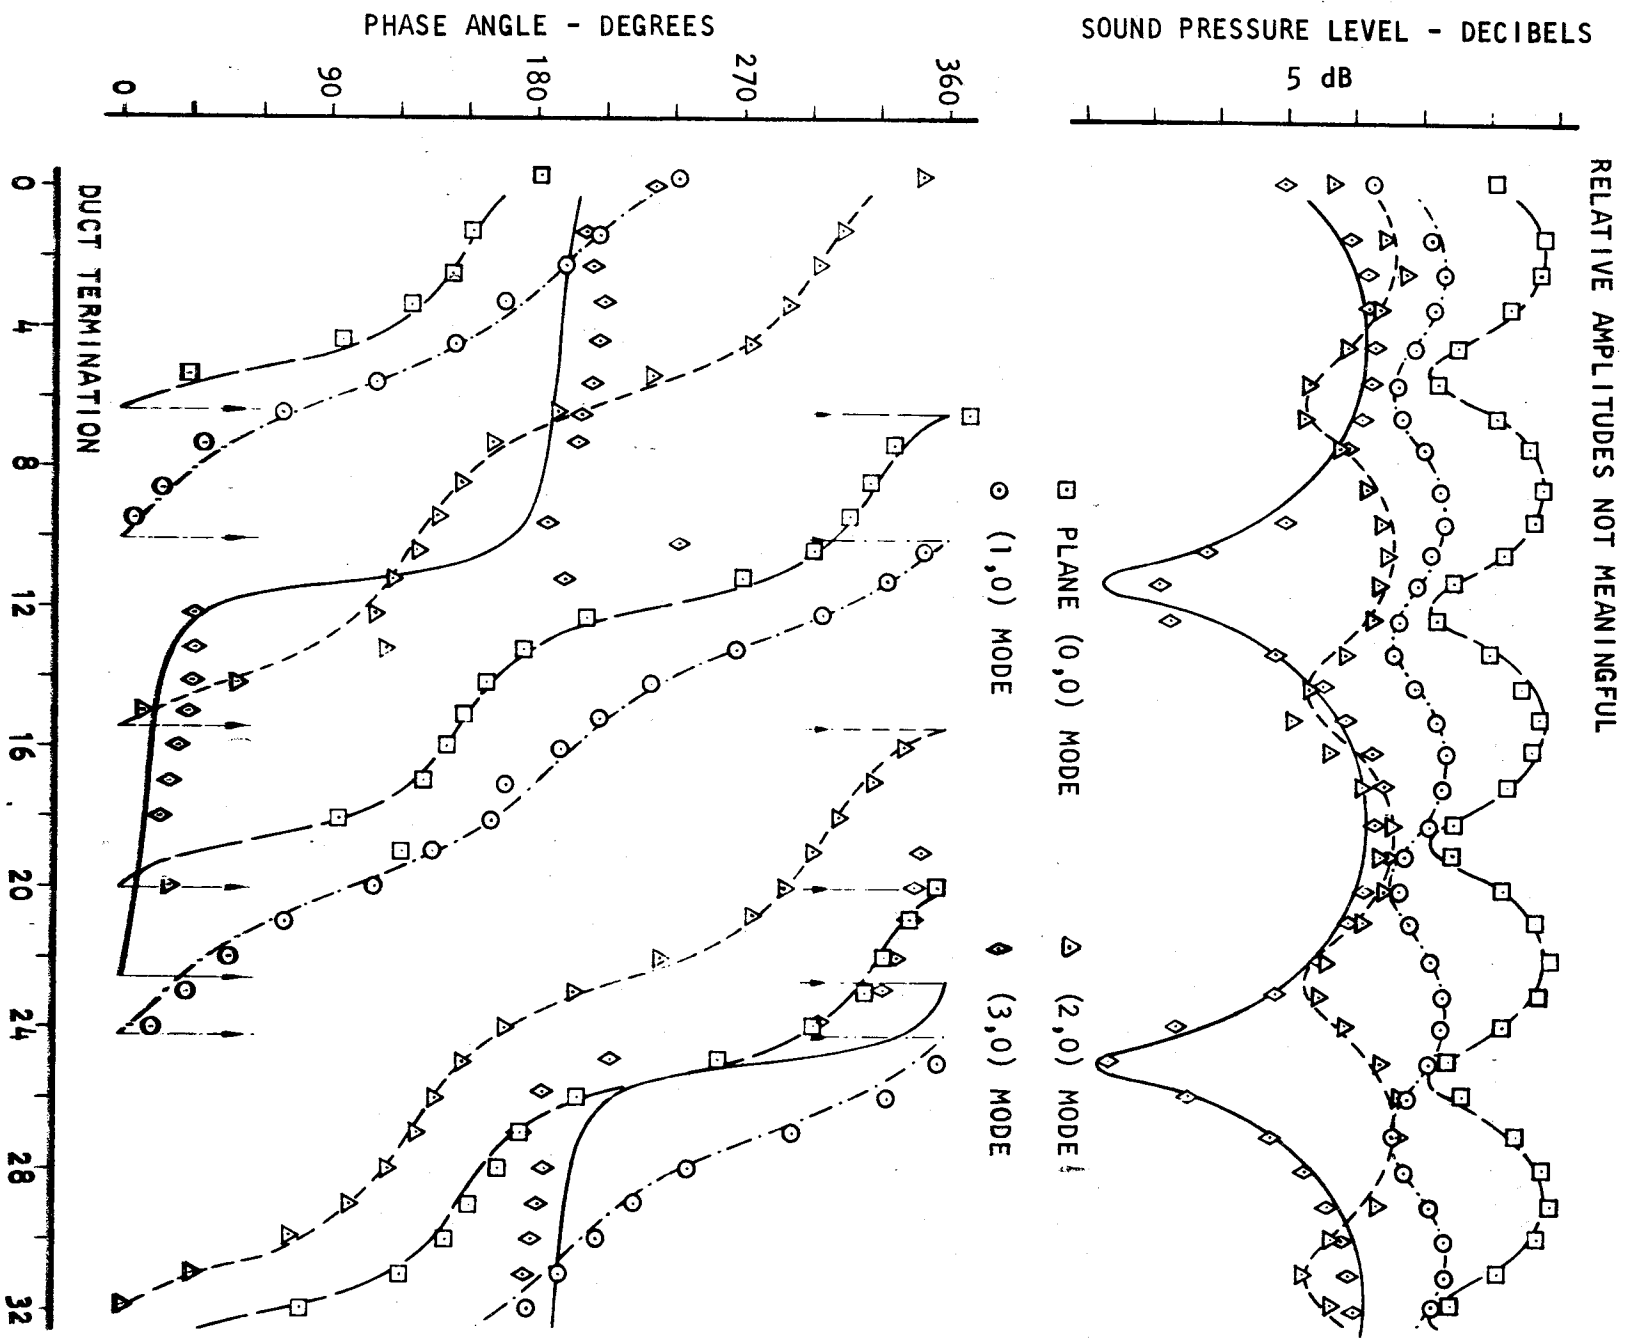 RELATIVE AMPLITUDES NOT MEANINGFUL
SOUND PRESSURE LEVEL - DECIBELS
5 dB
PLANE (0,0) MODE
(1,0) MODE
(2,0) MODE
(3,0) MODE
PHASE ANGLE - DEGREES
360
270
180
90
0
DUCT TERMINATION
0 4 8 12 16 20 24 28 32